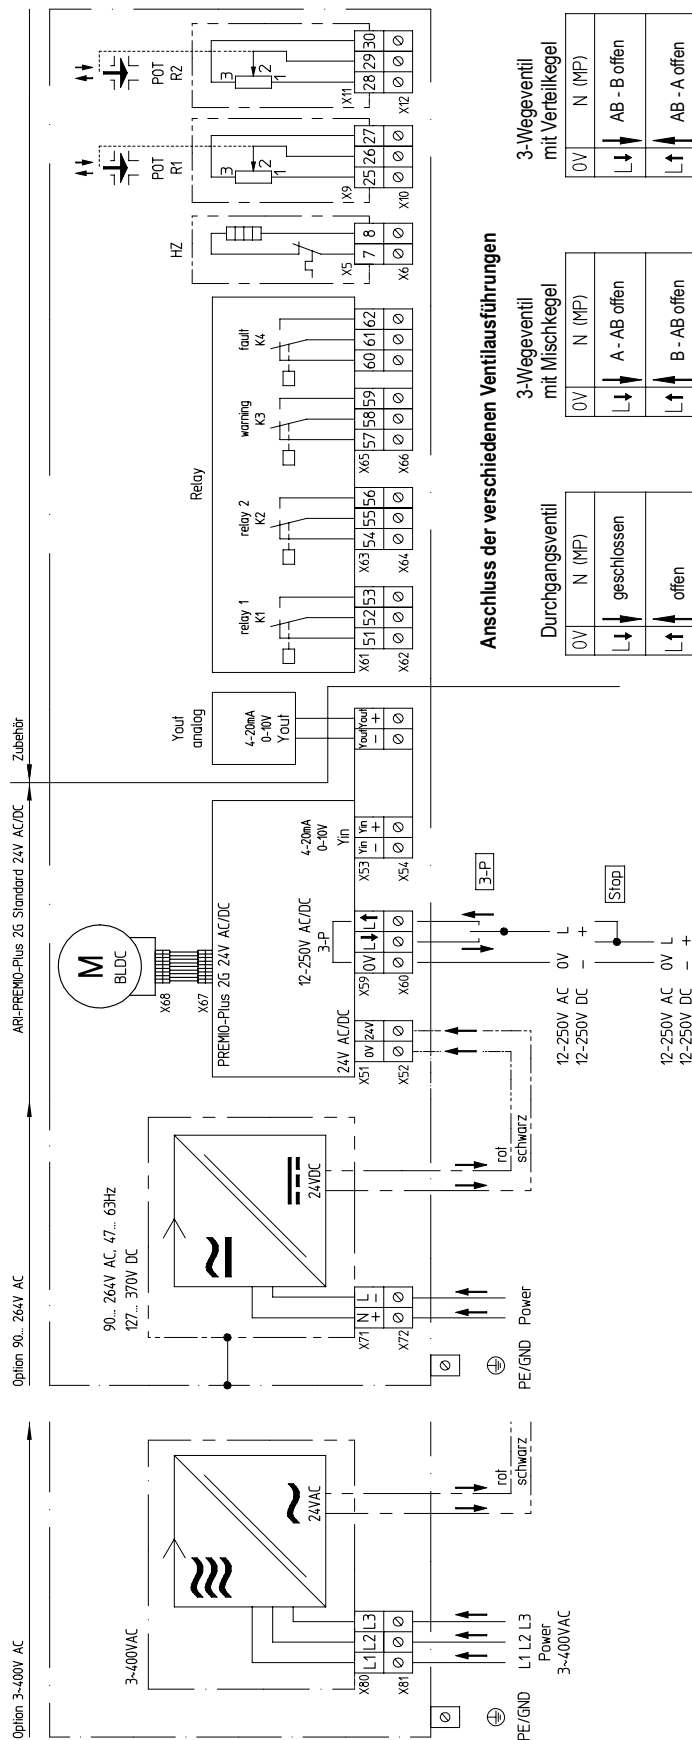 Option 3~400V AC
Option 90... 264V AC
ARI-PREMIO-Plus 2G Standard 24V AC/DC
Zubehör
3~400VAC
24VAC
X80
L1 L2 L3
X81
PE/GND
L1 L2 L3
Power
3~400VAC
rot
schwarz
90... 264V AC, 47... 63Hz
127... 370V DC
24VDC
X71
N L
+ -
X72
PE/GND
Power
rot
schwarz
M
BLDC
X68
X67
PREMIO-Plus 2G 24V AC/DC
24V AC/DC
X51
0V 24V
X52
12-250V AC/DC
3-P
X59
0V L L
X60
4-20mA
0-10V
Yin
X53
Yin Yin
- +
X54
3-P
12-250V AC 0V L
12-250V DC - +
Stop
12-250V AC 0V L
12-250V DC - +
Yout
analog
4-20mA
0-10V
Yout
Yout Yout
- +
Relay
relay 1
K1
X61
51 52 53
X62
relay 2
K2
X63
54 55 56
X64
warning
K3
X65
57 58 59
X66
fault
K4
60 61 62
HZ
X5
7 8
X6
POT
R1
3
2
1
X9
25 26 27
X10
POT
R2
3
2
1
X11
28 29 30
X12
Anschluss der verschiedenen Ventilausführungen
Durchgangsventil
0V N (MP)
L geschlossen
L offen
3-Wegeventil
mit Mischkegel
0V N (MP)
L A - AB offen
L B - AB offen
3-Wegeventil
mit Verteilkegel
0V N (MP)
L AB - B offen
L AB - A offen